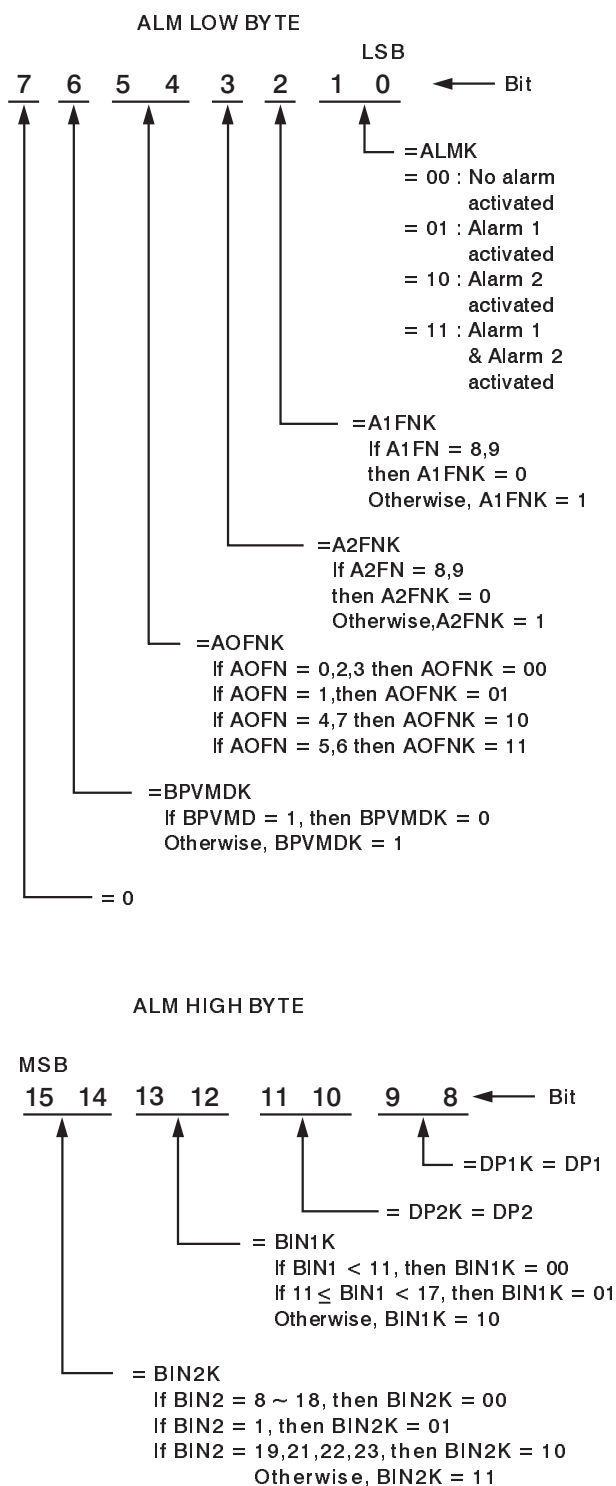 ALM LOW BYTE
LSB
7 6 5 4 3 2 1 0 Bit
=ALMK
= 00 : No alarm
activated
= 01 : Alarm 1
activated
= 10 : Alarm 2
activated
= 11 : Alarm 1
& Alarm 2
activated
=A1FNK
If A1FN = 8,9
then A1FNK = 0
Otherwise, A1FNK = 1
=A2FNK
If A2FN = 8,9
then A2FNK = 0
Otherwise,A2FNK = 1
=AOFNK
If AOFN = 0,2,3 then AOFNK = 00
If AOFN = 1,then AOFNK = 01
If AOFN = 4,7 then AOFNK = 10
If AOFN = 5,6 then AOFNK = 11
=BPVMDK
If BPVMD = 1, then BPVMDK = 0
Otherwise, BPVMDK = 1
= 0
ALM HIGH BYTE
MSB
15 14 13 12 11 10 9 8 Bit
=DP1K = DP1
= DP2K = DP2
= BIN1K
If BIN1 < 11, then BIN1K = 00
If 11 ≤ BIN1 < 17, then BIN1K = 01
Otherwise, BIN1K = 10
= BIN2K
If BIN2 = 8 ~ 18, then BIN2K = 00
If BIN2 = 1, then BIN2K = 01
If BIN2 = 19,21,22,23, then BIN2K = 10
Otherwise, BIN2K = 11